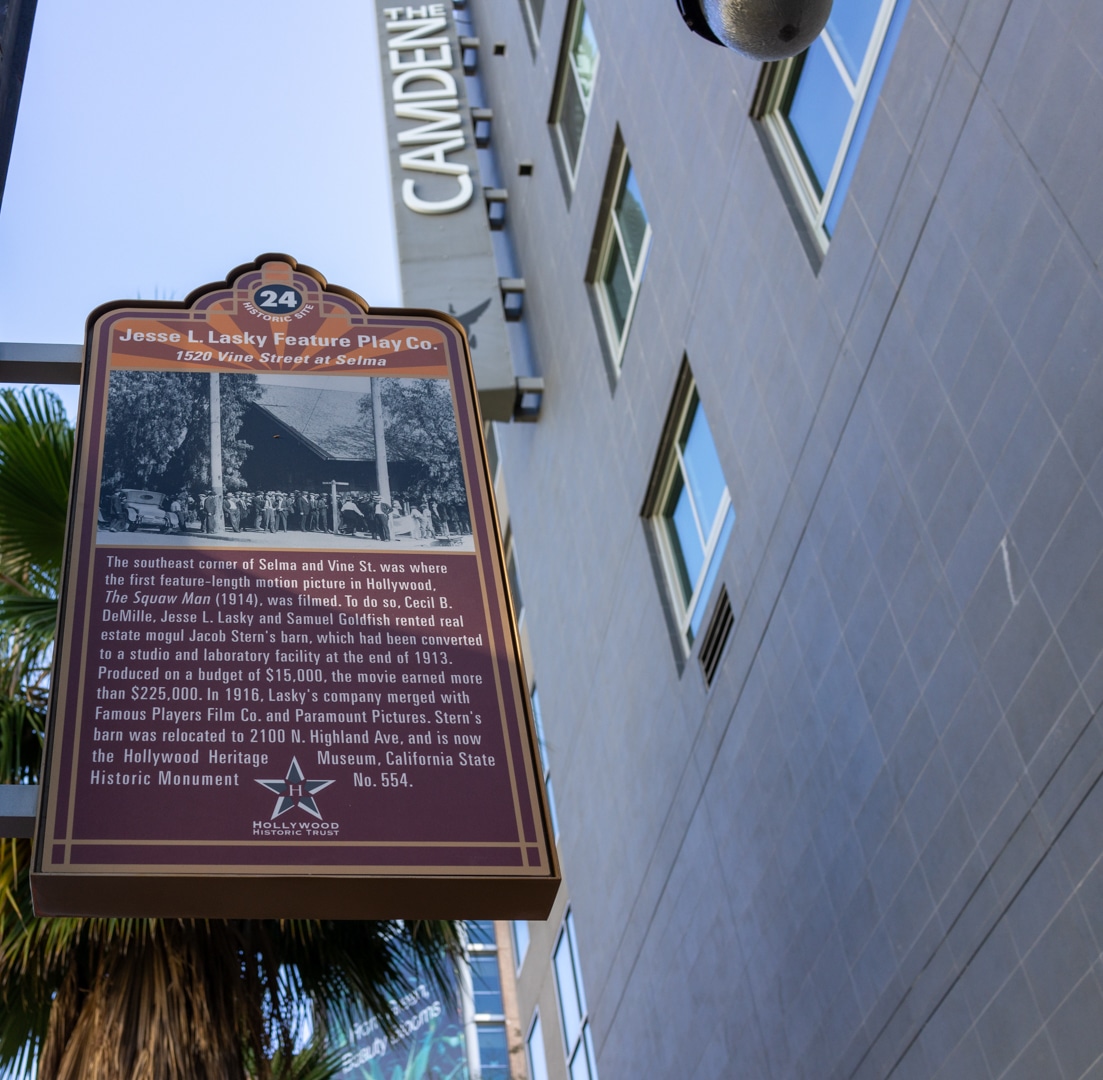 THE
CAMDEN
24
HISTORIC SITE
Jesse L. Lasky Feature Play Co.
1520 Vine Street at Selma
The southeast corner of Selma and Vine St. was where
the first feature-length motion picture in Hollywood,
The Squaw Man (1914), was filmed. To do so, Cecil B.
DeMille, Jesse L. Lasky and Samuel Goldfish rented real
estate mogul Jacob Stern's barn, which had been converted
to a studio and laboratory facility at the end of 1913.
Produced on a budget of $15,000, the movie earned more
than $225,000. In 1916, Lasky's company merged with
Famous Players Film Co. and Paramount Pictures. Stern's
barn was relocated to 2100 N. Highland Ave, and is now
the Hollywood Heritage Museum, California State
Historic Monument No. 554.
H
HOLLYWOOD
HISTORIC TRUST
Beauty blooms